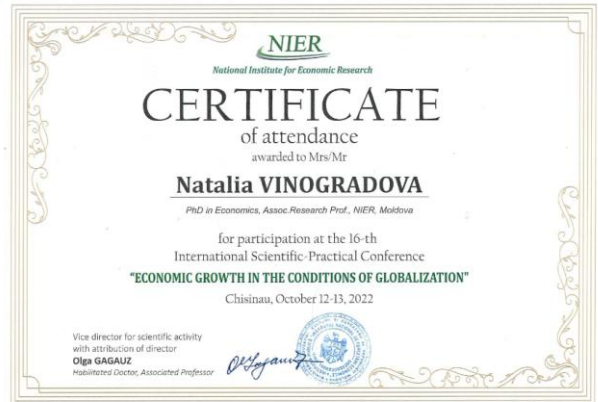 NIER
National Institute for Economic Research
CERTIFICATE
of attendance
awarded to Mrs/Mr
Natalia VINOGRADOVA
PhD in Economics, Assoc.Research Prof., NIER, Moldova
for participation at the 16-th
International Scientific-Practical Conference
"ECONOMIC GROWTH IN THE CONDITIONS OF GLOBALIZATION"
Chisinau, October 12-13, 2022
Vice director for scientific activity
with attribution of director
Olga GAGAUZ
Habilitated Doctor, Associated Professor